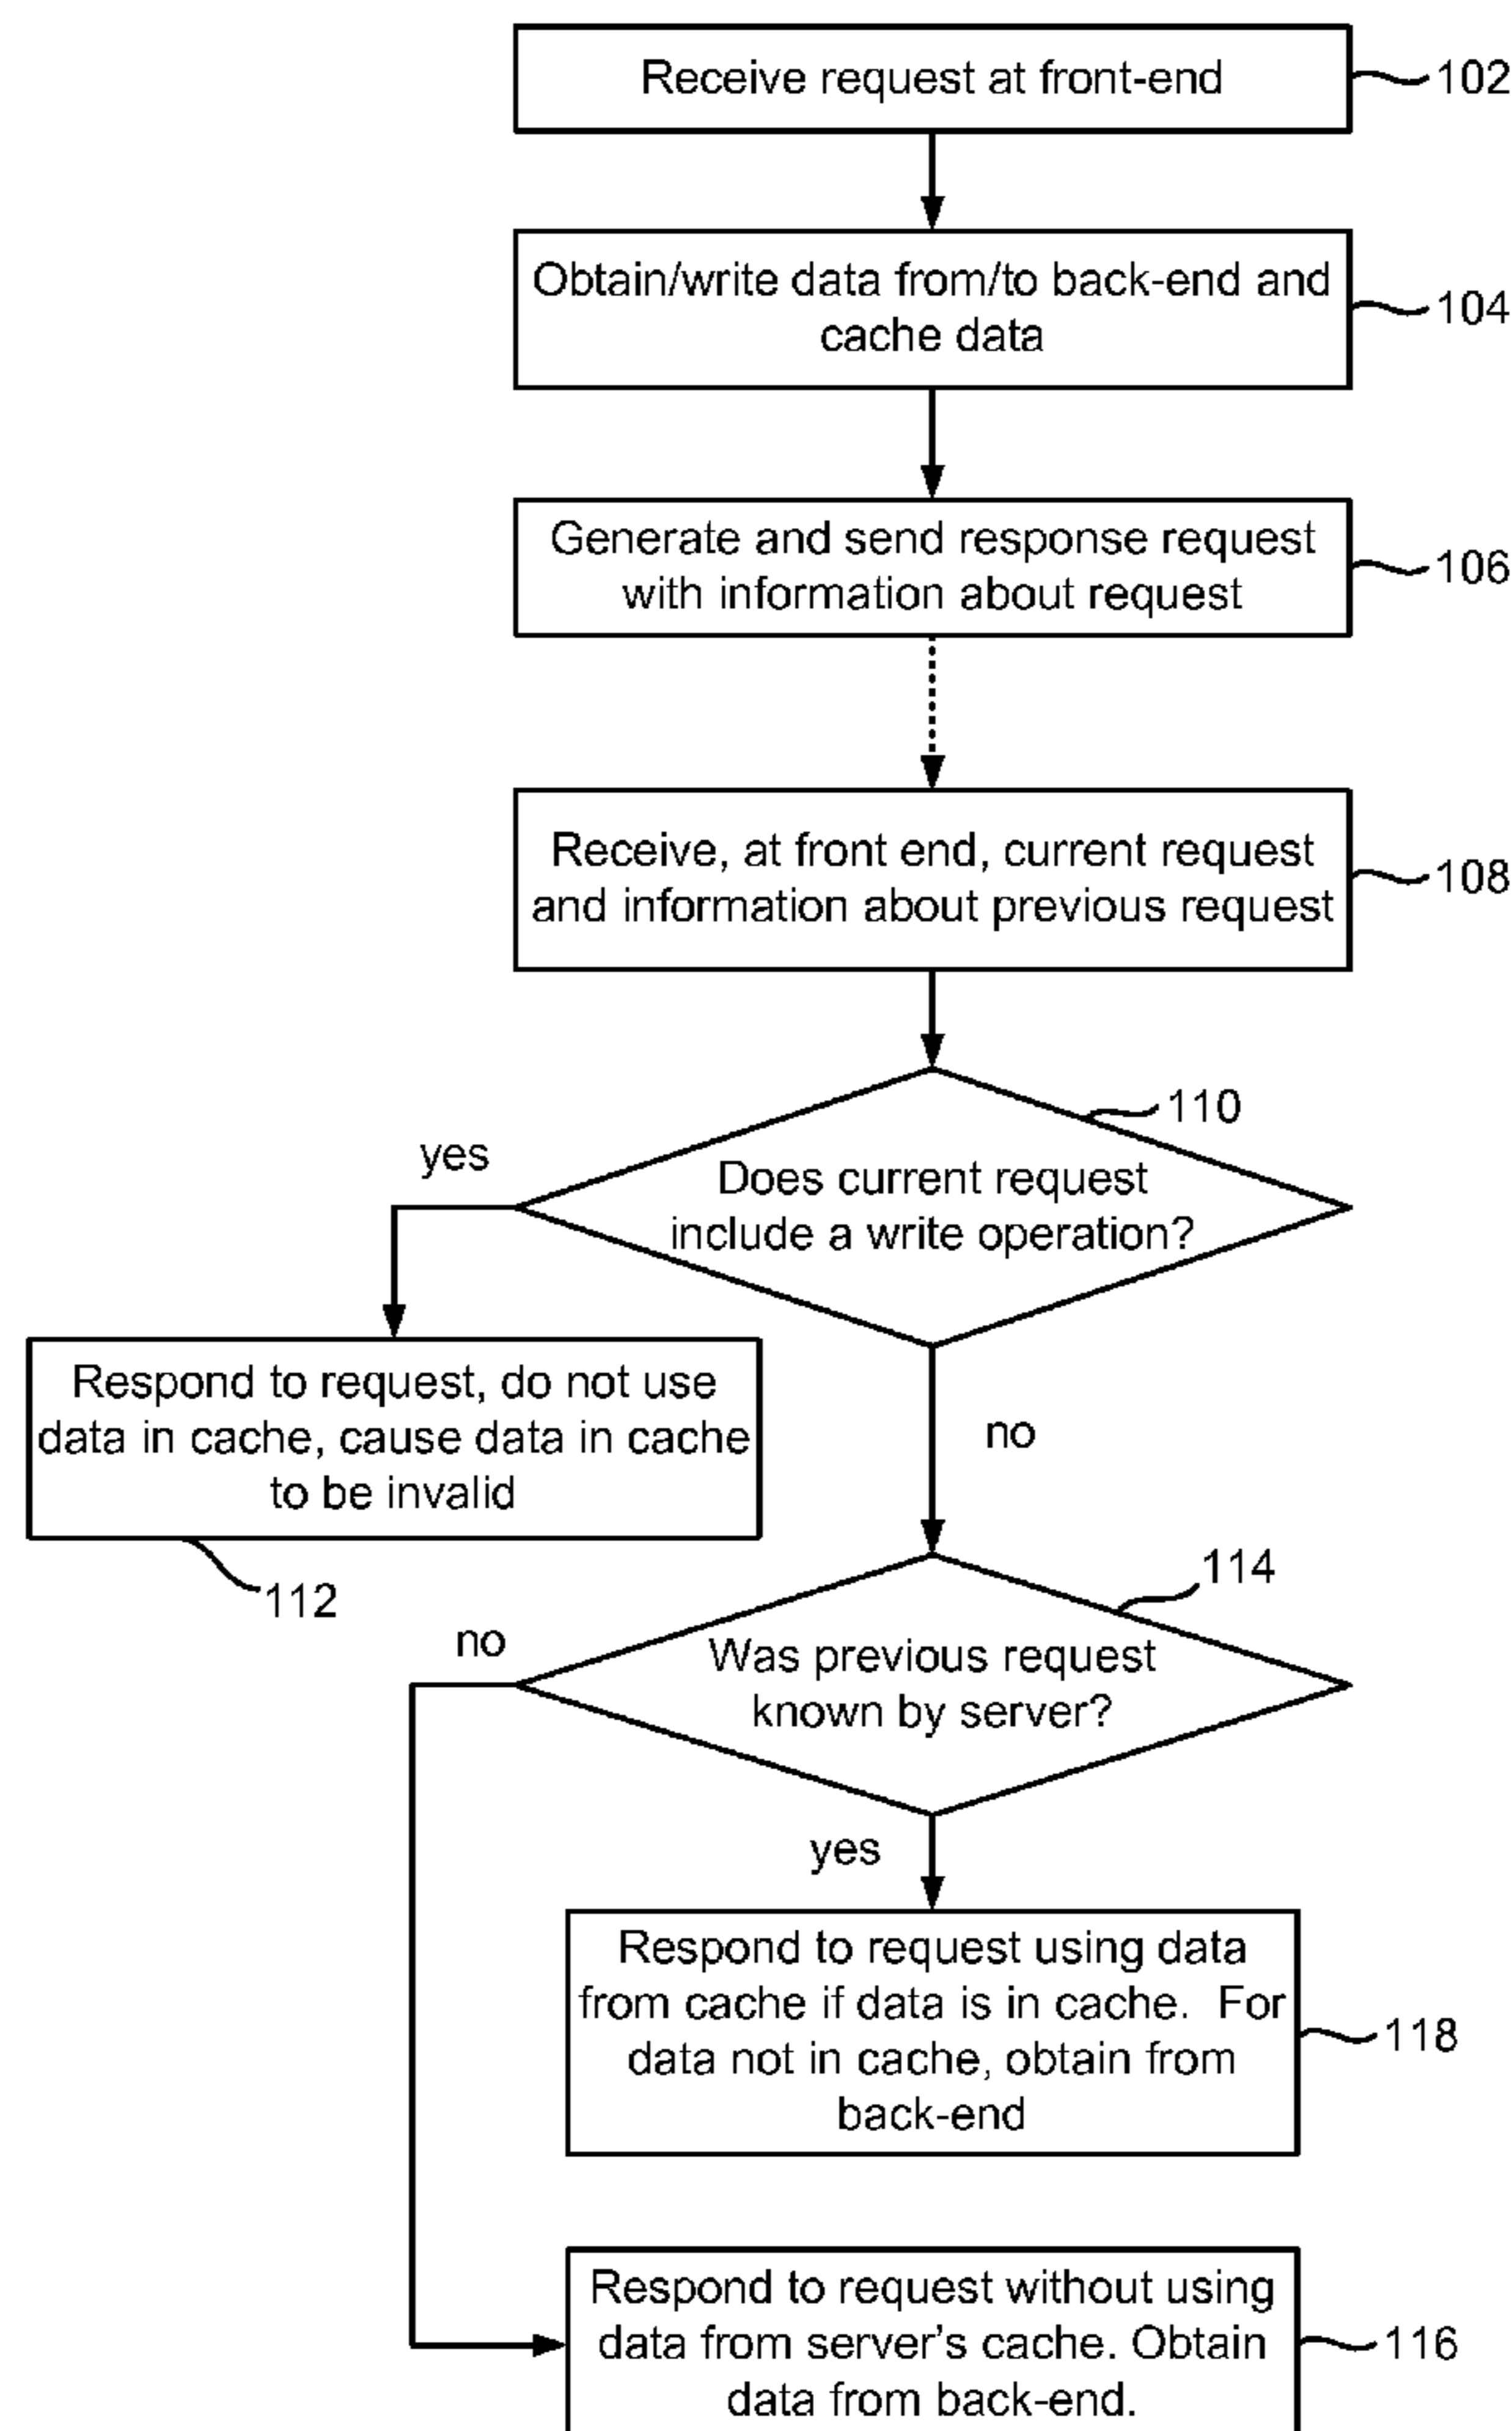 Receive request at front-end
102
Obtain/write data from/to back-end and
cache data
104
Generate and send response request
with information about request
106
Receive, at front end, current request
and information about previous request
108
110
yes
Does current request
include a write operation?
Respond to request, do not use
data in cache, cause data in cache
to be invalid
no
112
114
no
Was previous request
known by server?
yes
Respond to request using data
from cache if data is in cache. For
data not in cache, obtain from
back-end
118
Respond to request without using
data from server's cache. Obtain
data from back-end.
116